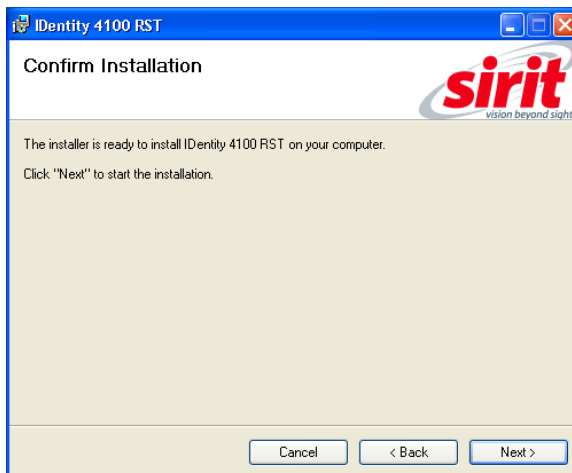 IDentity 4100 RST
Confirm Installation
sirit
vision beyond sight
The installer is ready to install IDentity 4100 RST on your computer.
Click "Next" to start the installation.
Cancel
< Back
Next >